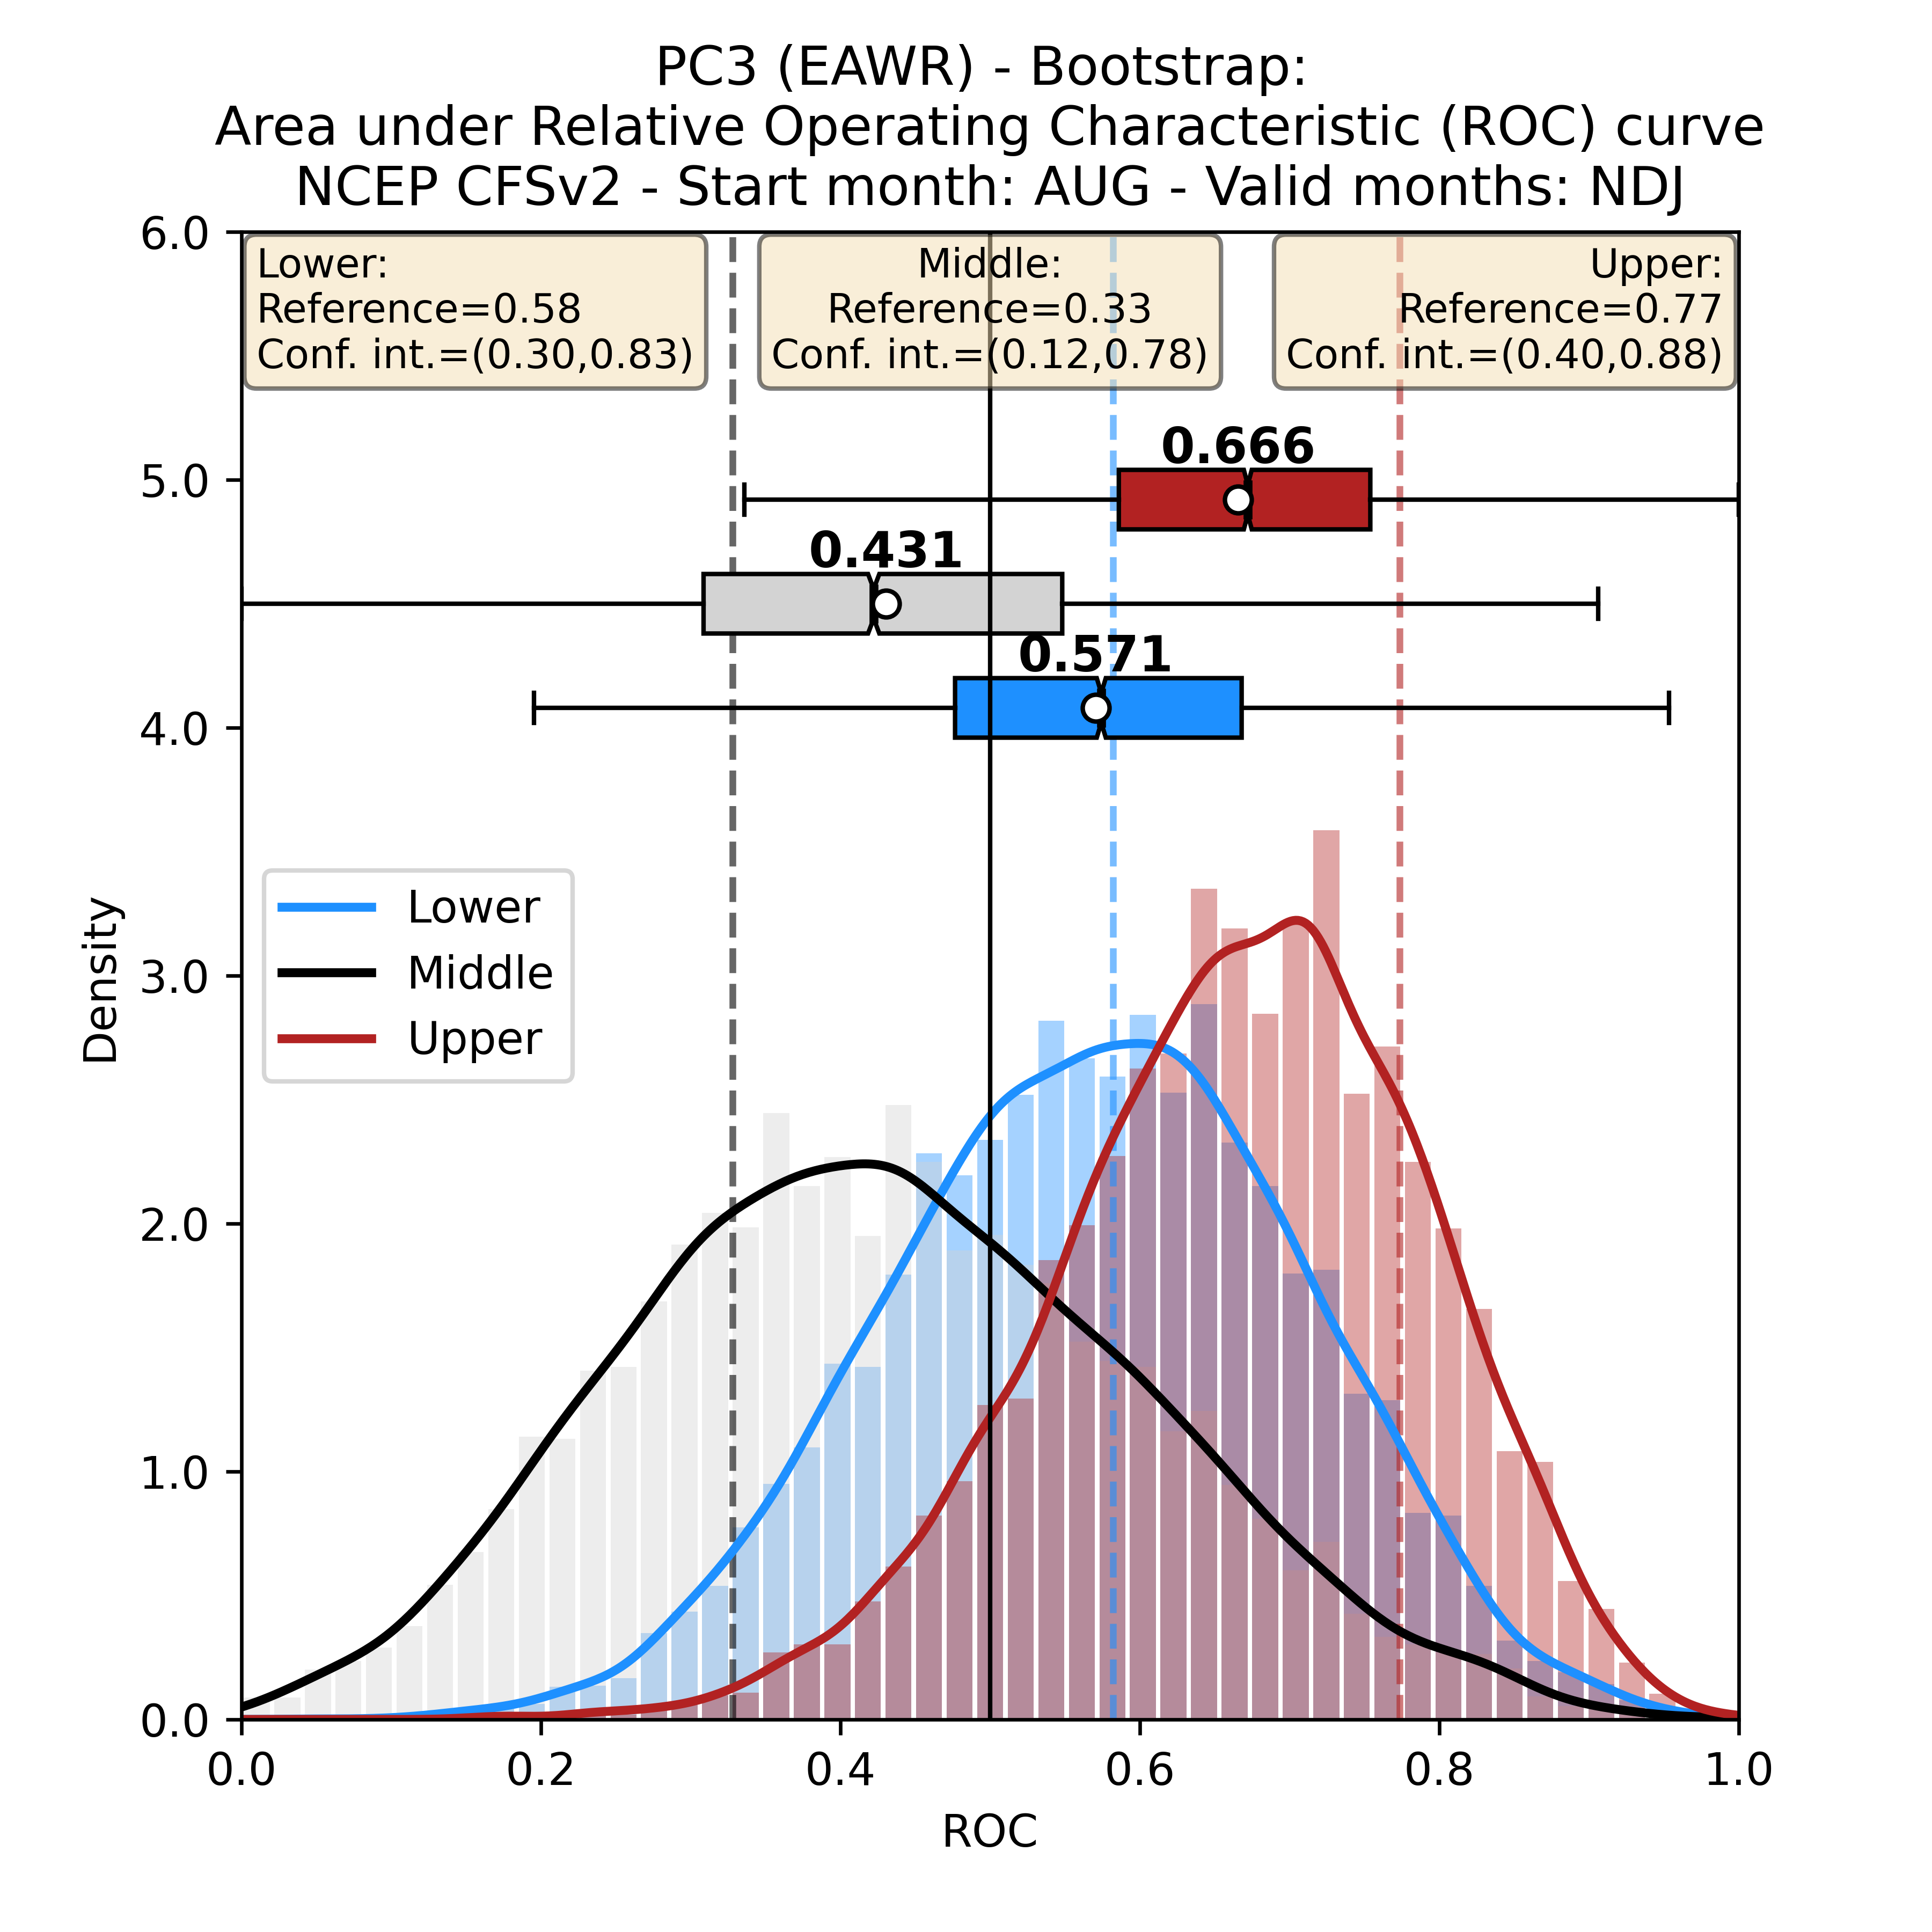 PC3 (EAWR) - Bootstrap:
Area under Relative Operating Characteristic (ROC) curve
NCEP CFSv2 - Start month: AUG - Valid months: NDJ
Lower:
Reference=0.58
Conf. int.=(0.30,0.83)
Middle:
Reference=0.33
Conf. int.=(0.12,0.78)
Upper:
Reference=0.77
Conf. int.=(0.40,0.88)
0.666
0.431
0.571
Lower
Middle
Upper
Density
6.0
5.0
4.0
3.0
2.0
1.0
0.0
0.0 0.2 0.4 0.6 0.8 1.0
ROC